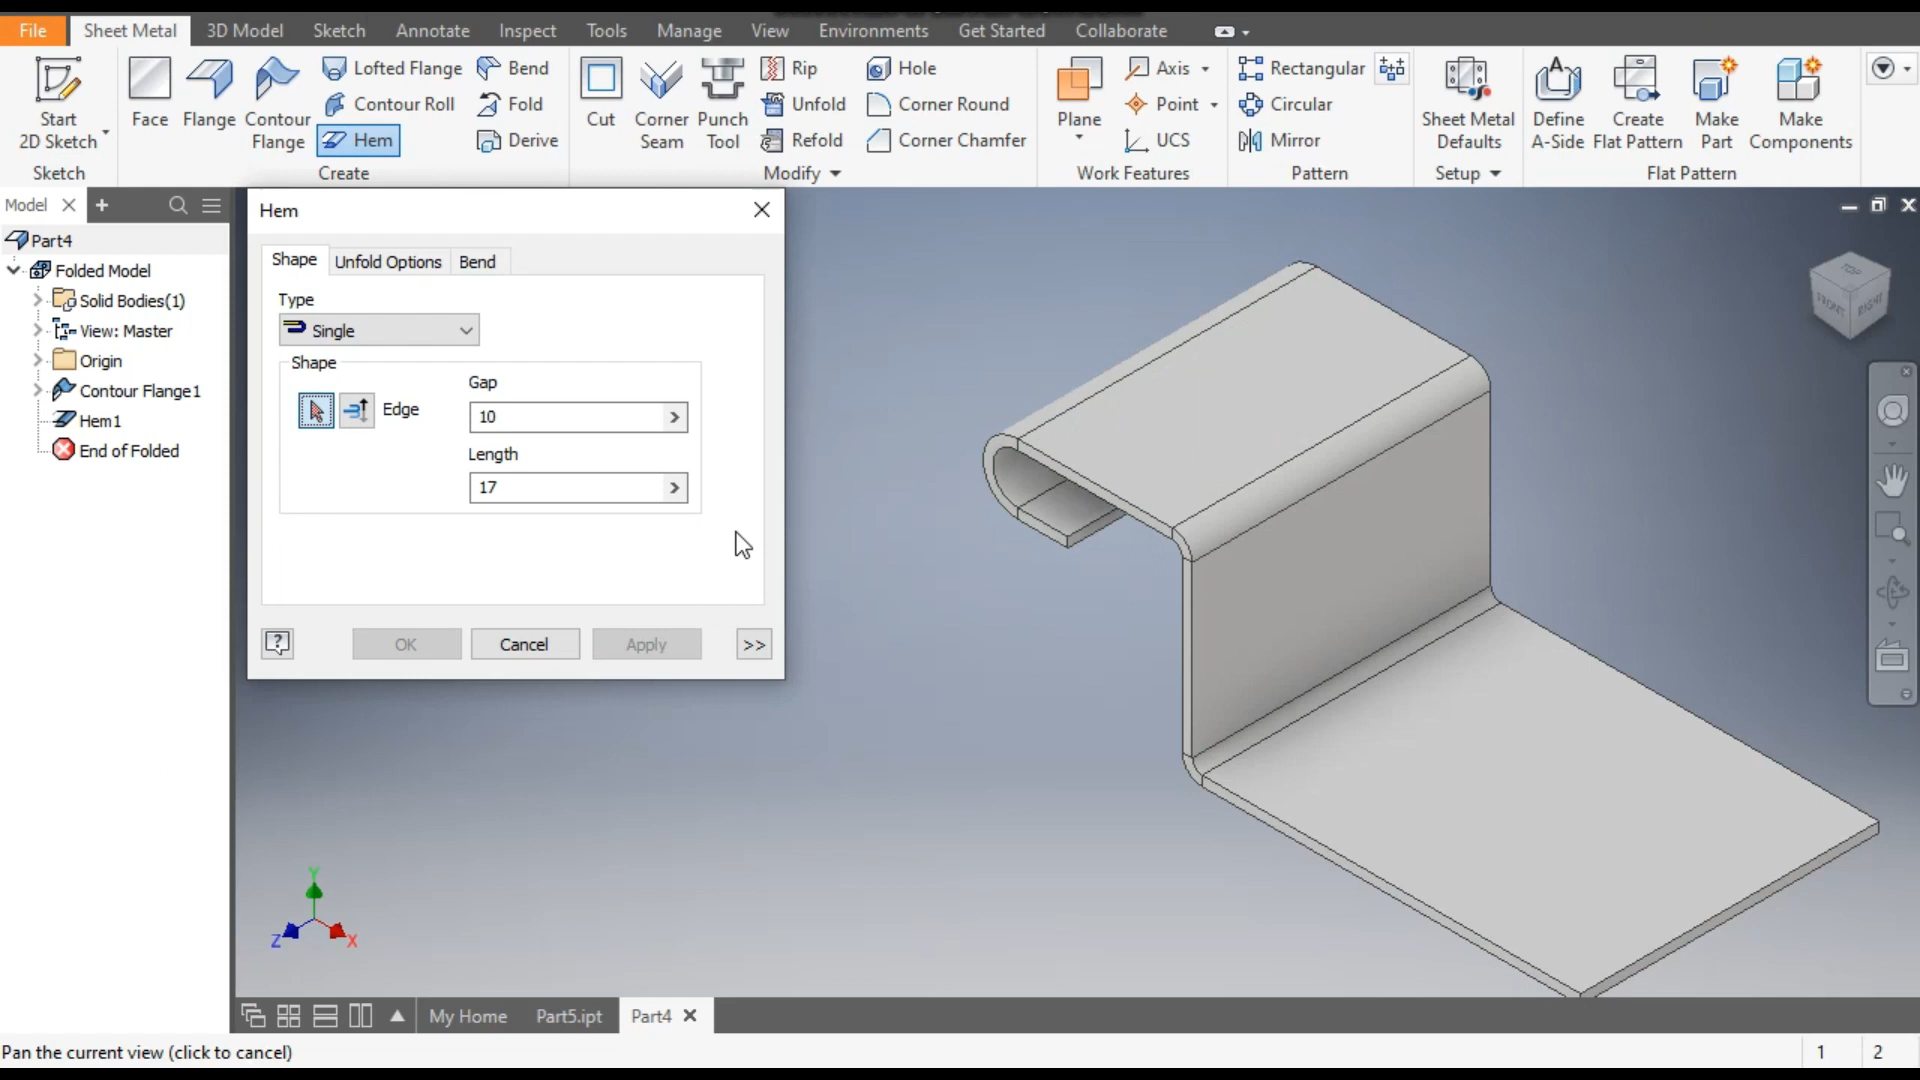 File Sheet Metal 3D Model Sketch Annotate Inspect Tools Manage View Environments Get Started Collaborate
Start
2D Sketch
Face
Flange
Contour
Flange
Lofted Flange
Contour Roll
Hem
Bend
Fold
Derive
Cut
Corner
Seam
Punch
Tool
Rip
Unfold
Refold
Hole
Corner Round
Corner Chamfer
Plane
Axis
Point
UCS
Rectangular
Circular
Mirror
Sheet Metal
Defaults
Define
A-Side
Create
Flat Pattern
Make
Part
Make
Components
Sketch Create Modify Work Features Pattern Setup Flat Pattern
Model
Part4
Folded Model
Solid Bodies(1)
View: Master
Origin
Contour Flange1
Hem1
End of Folded
Hem
Shape Unfold Options Bend
Type
Single
Shape
Edge
Gap
10
Length
17
OK Cancel Apply >>
TOP
FRONT
RIGHT
Y
Z
X
My Home Part5.ipt Part4
Pan the current view (click to cancel)
1 2